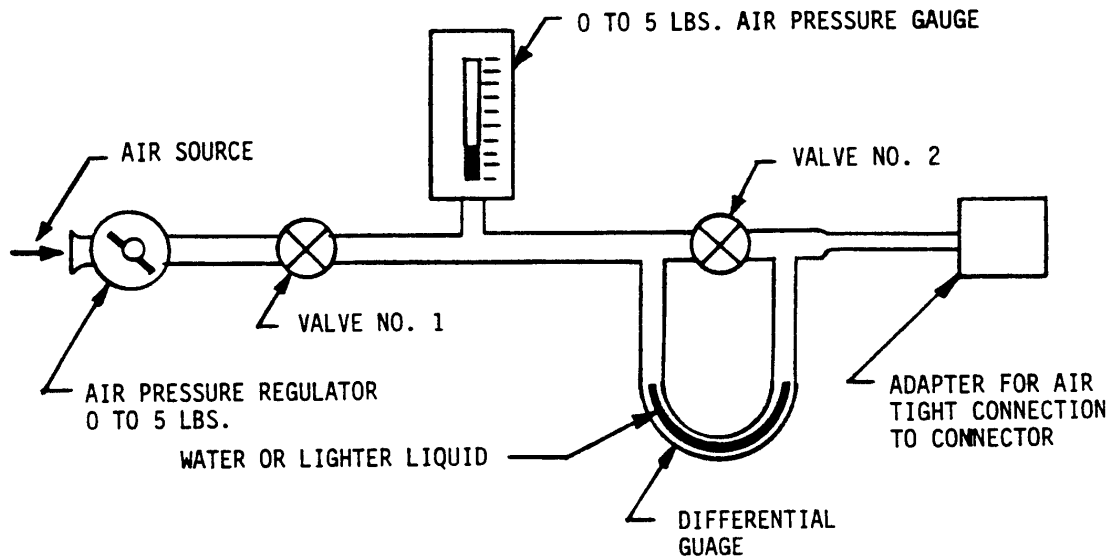 0 TO 5 LBS. AIR PRESSURE GAUGE
AIR SOURCE
VALVE NO. 2
VALVE NO. 1
AIR PRESSURE REGULATOR
0 TO 5 LBS.
ADAPTER FOR AIR
TIGHT CONNECTION
TO CONNECTOR
WATER OR LIGHTER LIQUID
DIFFERENTIAL
GUAGE